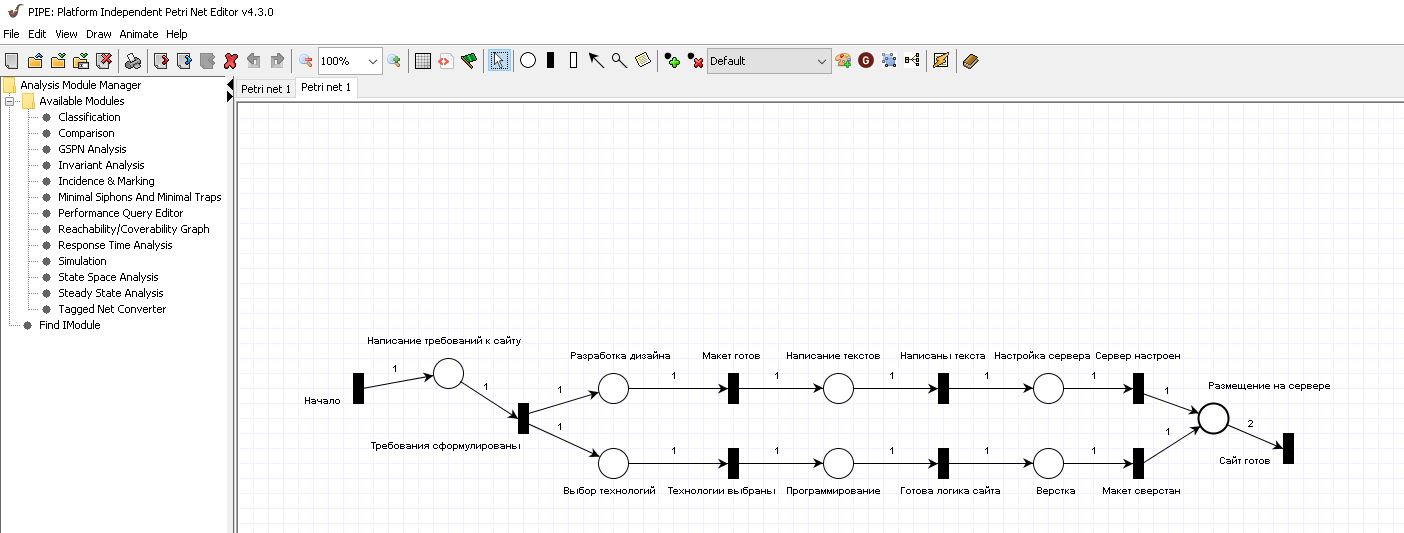 PIPE: Platform Independent Petri Net Editor v4.3.0
File Edit View Draw Animate Help
100%
Default
G
Analysis Module Manager
Available Modules
Classification
Comparison
GSPN Analysis
Invariant Analysis
Incidence & Marking
Minimal Siphons And Minimal Traps
Performance Query Editor
Reachability/Coverability Graph
Response Time Analysis
Simulation
State Space Analysis
Steady State Analysis
Tagged Net Converter
Find IModule
Petri net 1 Petri net 1
Написание требований к сайту
Разработка дизайна Макет готов Написание текстов Написаны текста Настройка сервера Сервер настроен
1 1 1 1 1 1 1 1
1 1
Размещение на сервере
Начало
1 1 2
Требования сформулированы
1 1 1 1 1
Сайт готов
Выбор технологий Технологии выбраны Программирование Готова логика сайта Верстка Макет сверстан